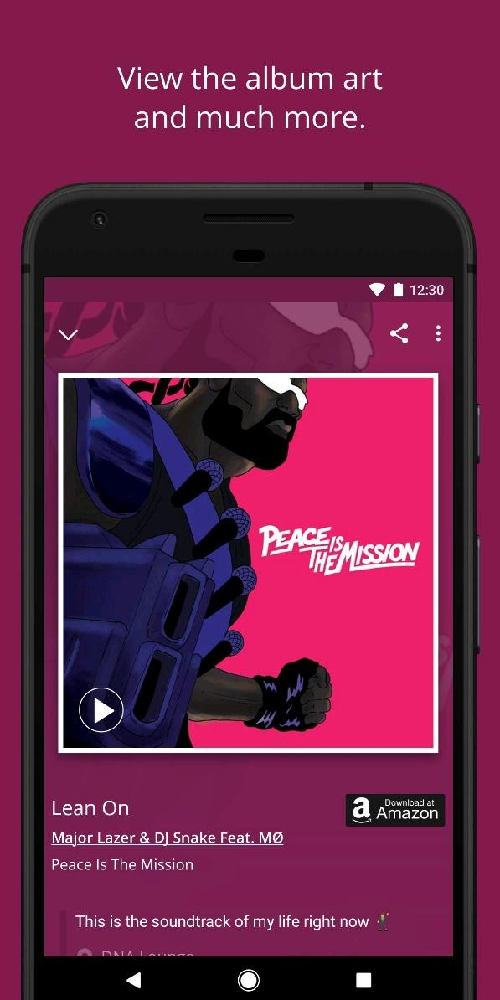 View the album art
and much more.
12:30
PEACE IS
THE MISSION
Lean On
Download at
Amazon
Major Lazer & DJ Snake Feat. MØ
Peace Is The Mission
This is the soundtrack of my life right now 🕺
DNA Lounge